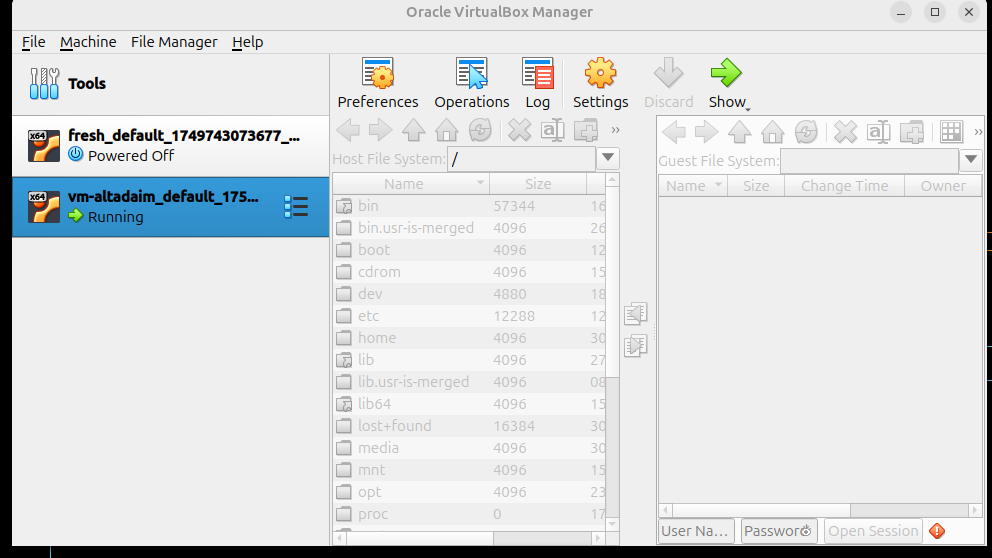 Oracle VirtualBox Manager
File Machine File Manager Help
Tools
x64 fresh_default_1749743073677_...
Powered Off
x64 vm-altadaim_default_175...
Running
Preferences Operations Log Settings Discard Show
»
Host File System: /
Name Size
bin 57344 16
bin.usr-is-merged 4096 26
boot 4096 12
cdrom 4096 15
dev 4880 18
etc 12288 12
home 4096 30
lib 4096 27
lib.usr-is-merged 4096 08
lib64 4096 15
lost+found 16384 30
media 4096 30
mnt 4096 15
opt 4096 23
proc 0 17
»
Guest File System:
Name Size Change Time Owner
User Na... Password Open Session